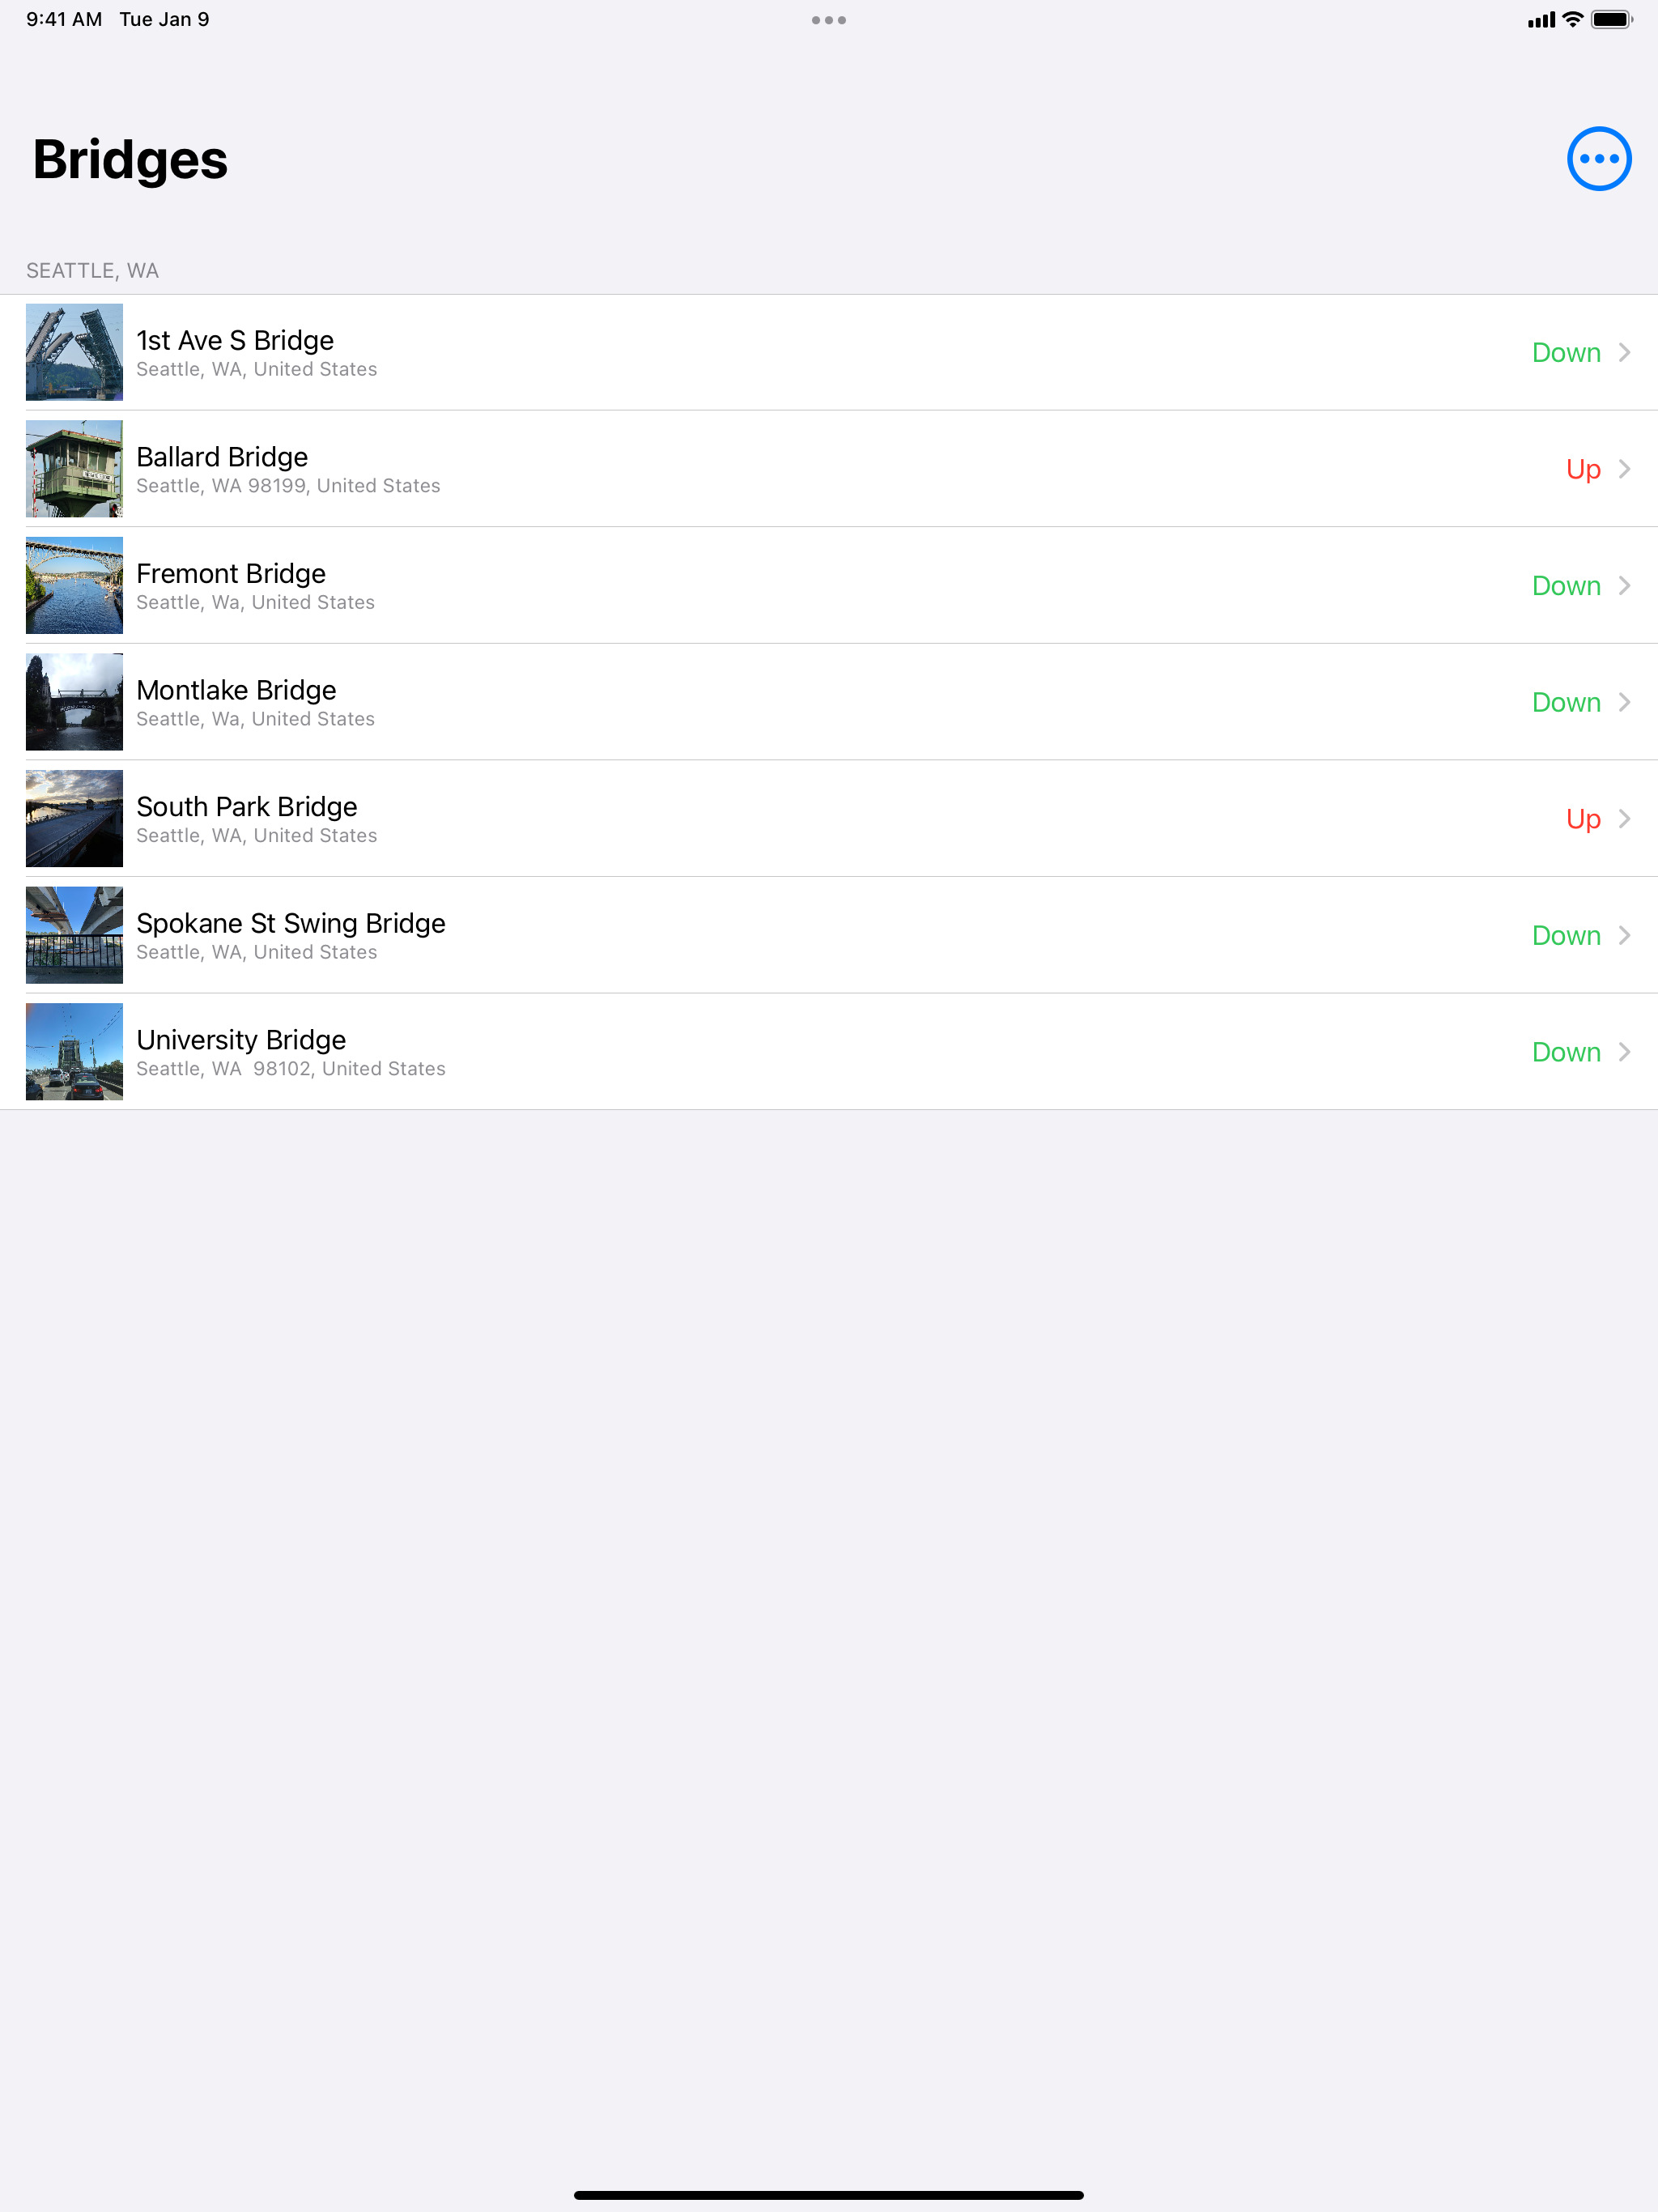 9:41 AM Tue Jan 9
Bridges
SEATTLE, WA
1st Ave S Bridge
Seattle, WA, United States
Down
Ballard Bridge
Seattle, WA 98199, United States
Up
Fremont Bridge
Seattle, Wa, United States
Down
Montlake Bridge
Seattle, Wa, United States
Down
South Park Bridge
Seattle, WA, United States
Up
Spokane St Swing Bridge
Seattle, WA, United States
Down
University Bridge
Seattle, WA  98102, United States
Down